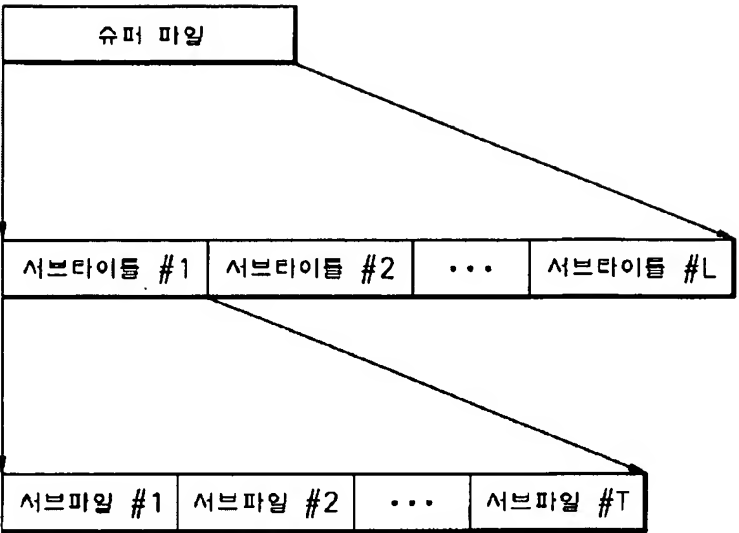 슈퍼 파일
서브타이틀 #1 서브타이틀 #2 ··· 서브타이틀 #L
서브파일 #1 서브파일 #2 ··· 서브파일 #T